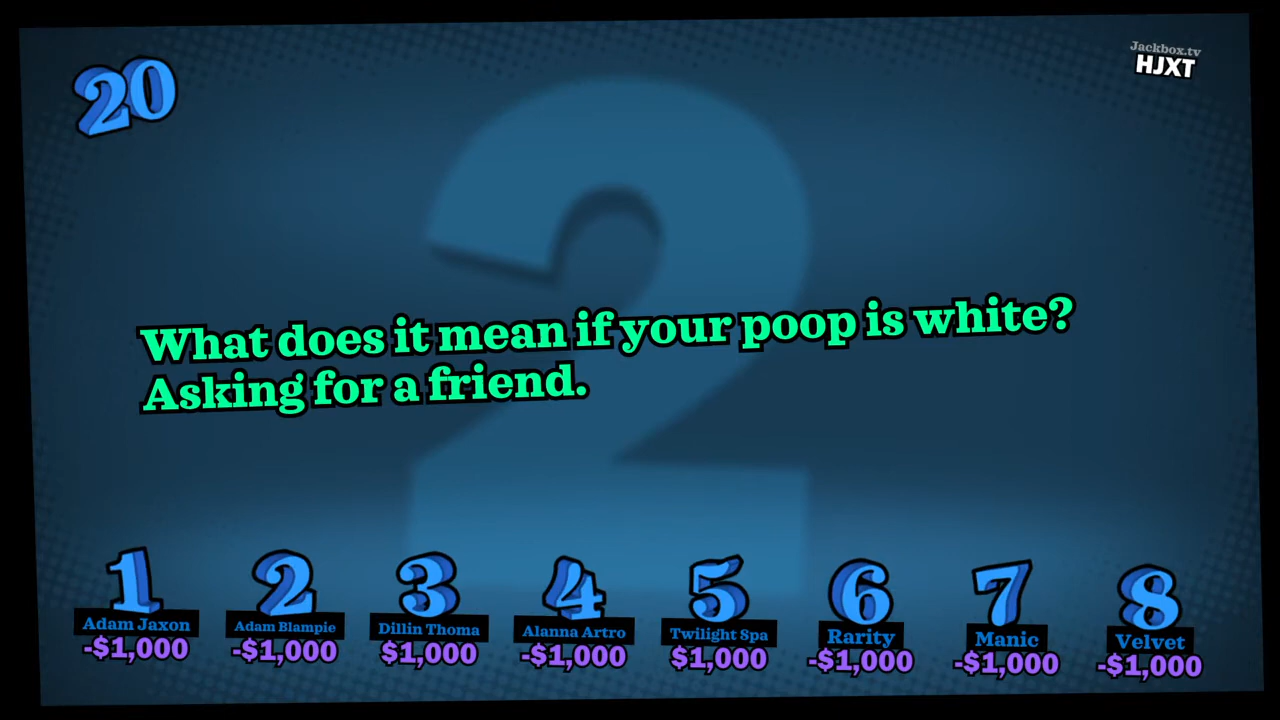 Jackbox.tv
HJXT
20
2
What does it mean if your poop is white?
Asking for a friend.
1 2 3 4 5 6 7 8
Adam Jaxon Adam Blampie Dillin Thoma Alanna Artro Twilight Spa Rarity Manic Velvet
-$1,000 -$1,000 $1,000 -$1,000 $1,000 -$1,000 -$1,000 -$1,000